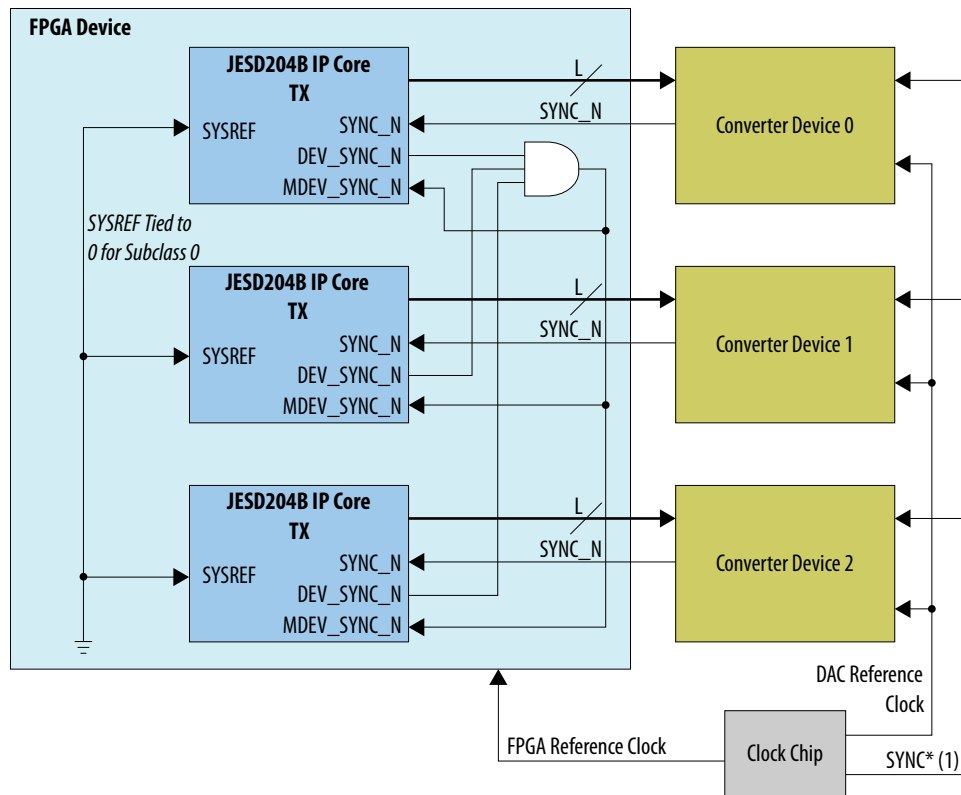 FPGA Device
JESD204B IP Core
TX
SYSREF
SYNC_N
DEV_SYNC_N
MDEV_SYNC_N
L
SYNC_N
Converter Device 0
SYSREF Tied to
0 for Subclass 0
JESD204B IP Core
TX
SYSREF
SYNC_N
DEV_SYNC_N
MDEV_SYNC_N
L
SYNC_N
Converter Device 1
JESD204B IP Core
TX
SYSREF
SYNC_N
DEV_SYNC_N
MDEV_SYNC_N
L
SYNC_N
Converter Device 2
DAC Reference
Clock
FPGA Reference Clock
Clock Chip
SYNC* (1)